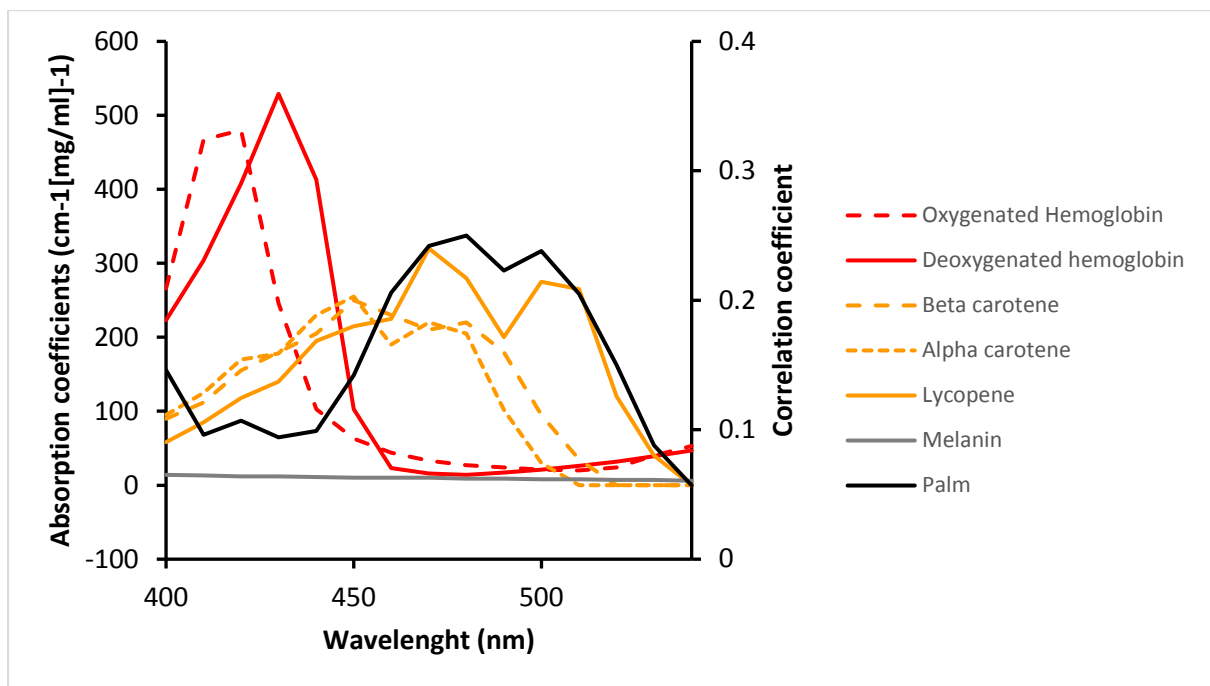 600
500
400
300
200
100
0
-100
Absorption coefficients (cm-1[mg/ml]-1)
400
450
500
Wavelenght (nm)
0.4
0.3
0.2
0.1
0
Correlation coefficient
Oxygenated Hemoglobin
Deoxygenated hemoglobin
Beta carotene
Alpha carotene
Lycopene
Melanin
Palm